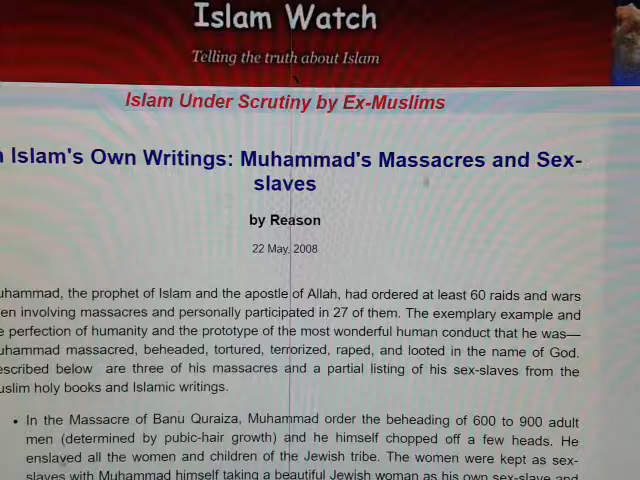 Islam Watch
Telling the truth about Islam
Islam Under Scrutiny by Ex-Muslims
n Islam's Own Writings: Muhammad's Massacres and Sex-
slaves
by Reason
22 May, 2008
uhammad, the prophet of Islam and the apostle of Allah, had ordered at least 60 raids and wars
en involving massacres and personally participated in 27 of them. The exemplary example and
e perfection of humanity and the prototype of the most wonderful human conduct that he was—
uhammad massacred, beheaded, tortured, terrorized, raped, and looted in the name of God.
escribed below are three of his massacres and a partial listing of his sex-slaves from the
uslim holy books and Islamic writings.
• In the Massacre of Banu Quraiza, Muhammad order the beheading of 600 to 900 adult
men (determined by pubic-hair growth) and he himself chopped off a few heads. He
enslaved all the women and children of the Jewish tribe. The women were kept as sex-
slaves with Muhammad himself taking a beautiful Jewish woman as his own sex-slave and